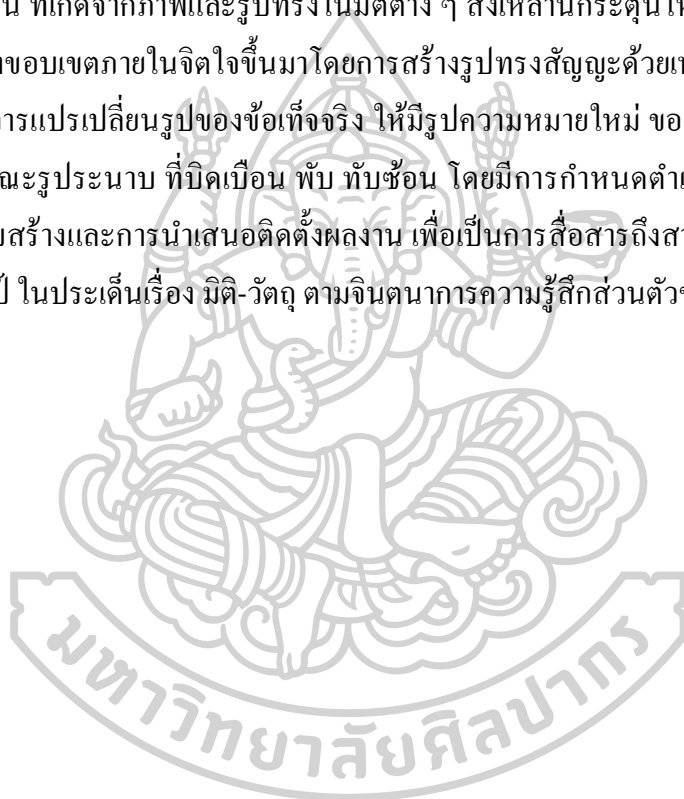 ที่เกิดจากภาพและรูปทรงในมิติต่าง ๆ สิ่งเหล่านี้กระตุ้นให้
ขอบเขตภายในจิตใจขึ้นมาโดยการสร้างรูปทรงสัญญะด้วยเท
การแปรเปลี่ยนรูปของข้อเท็จจริง ให้มีรูปความหมายใหม่ ขอ
ณะรูประนาบ ที่บิดเบือน พับ ทับซ้อน โดยมีการกำหนดตำแ
สร้างและการนำเสนอติดตั้งผลงาน เพื่อเป็นการสื่อสารถึงสา
ในประเด็นเรื่อง มิติ-วัตถุ ตามจินตนาการความรู้สึกส่วนตัว
มหาวิทยาลัยศิลปากร